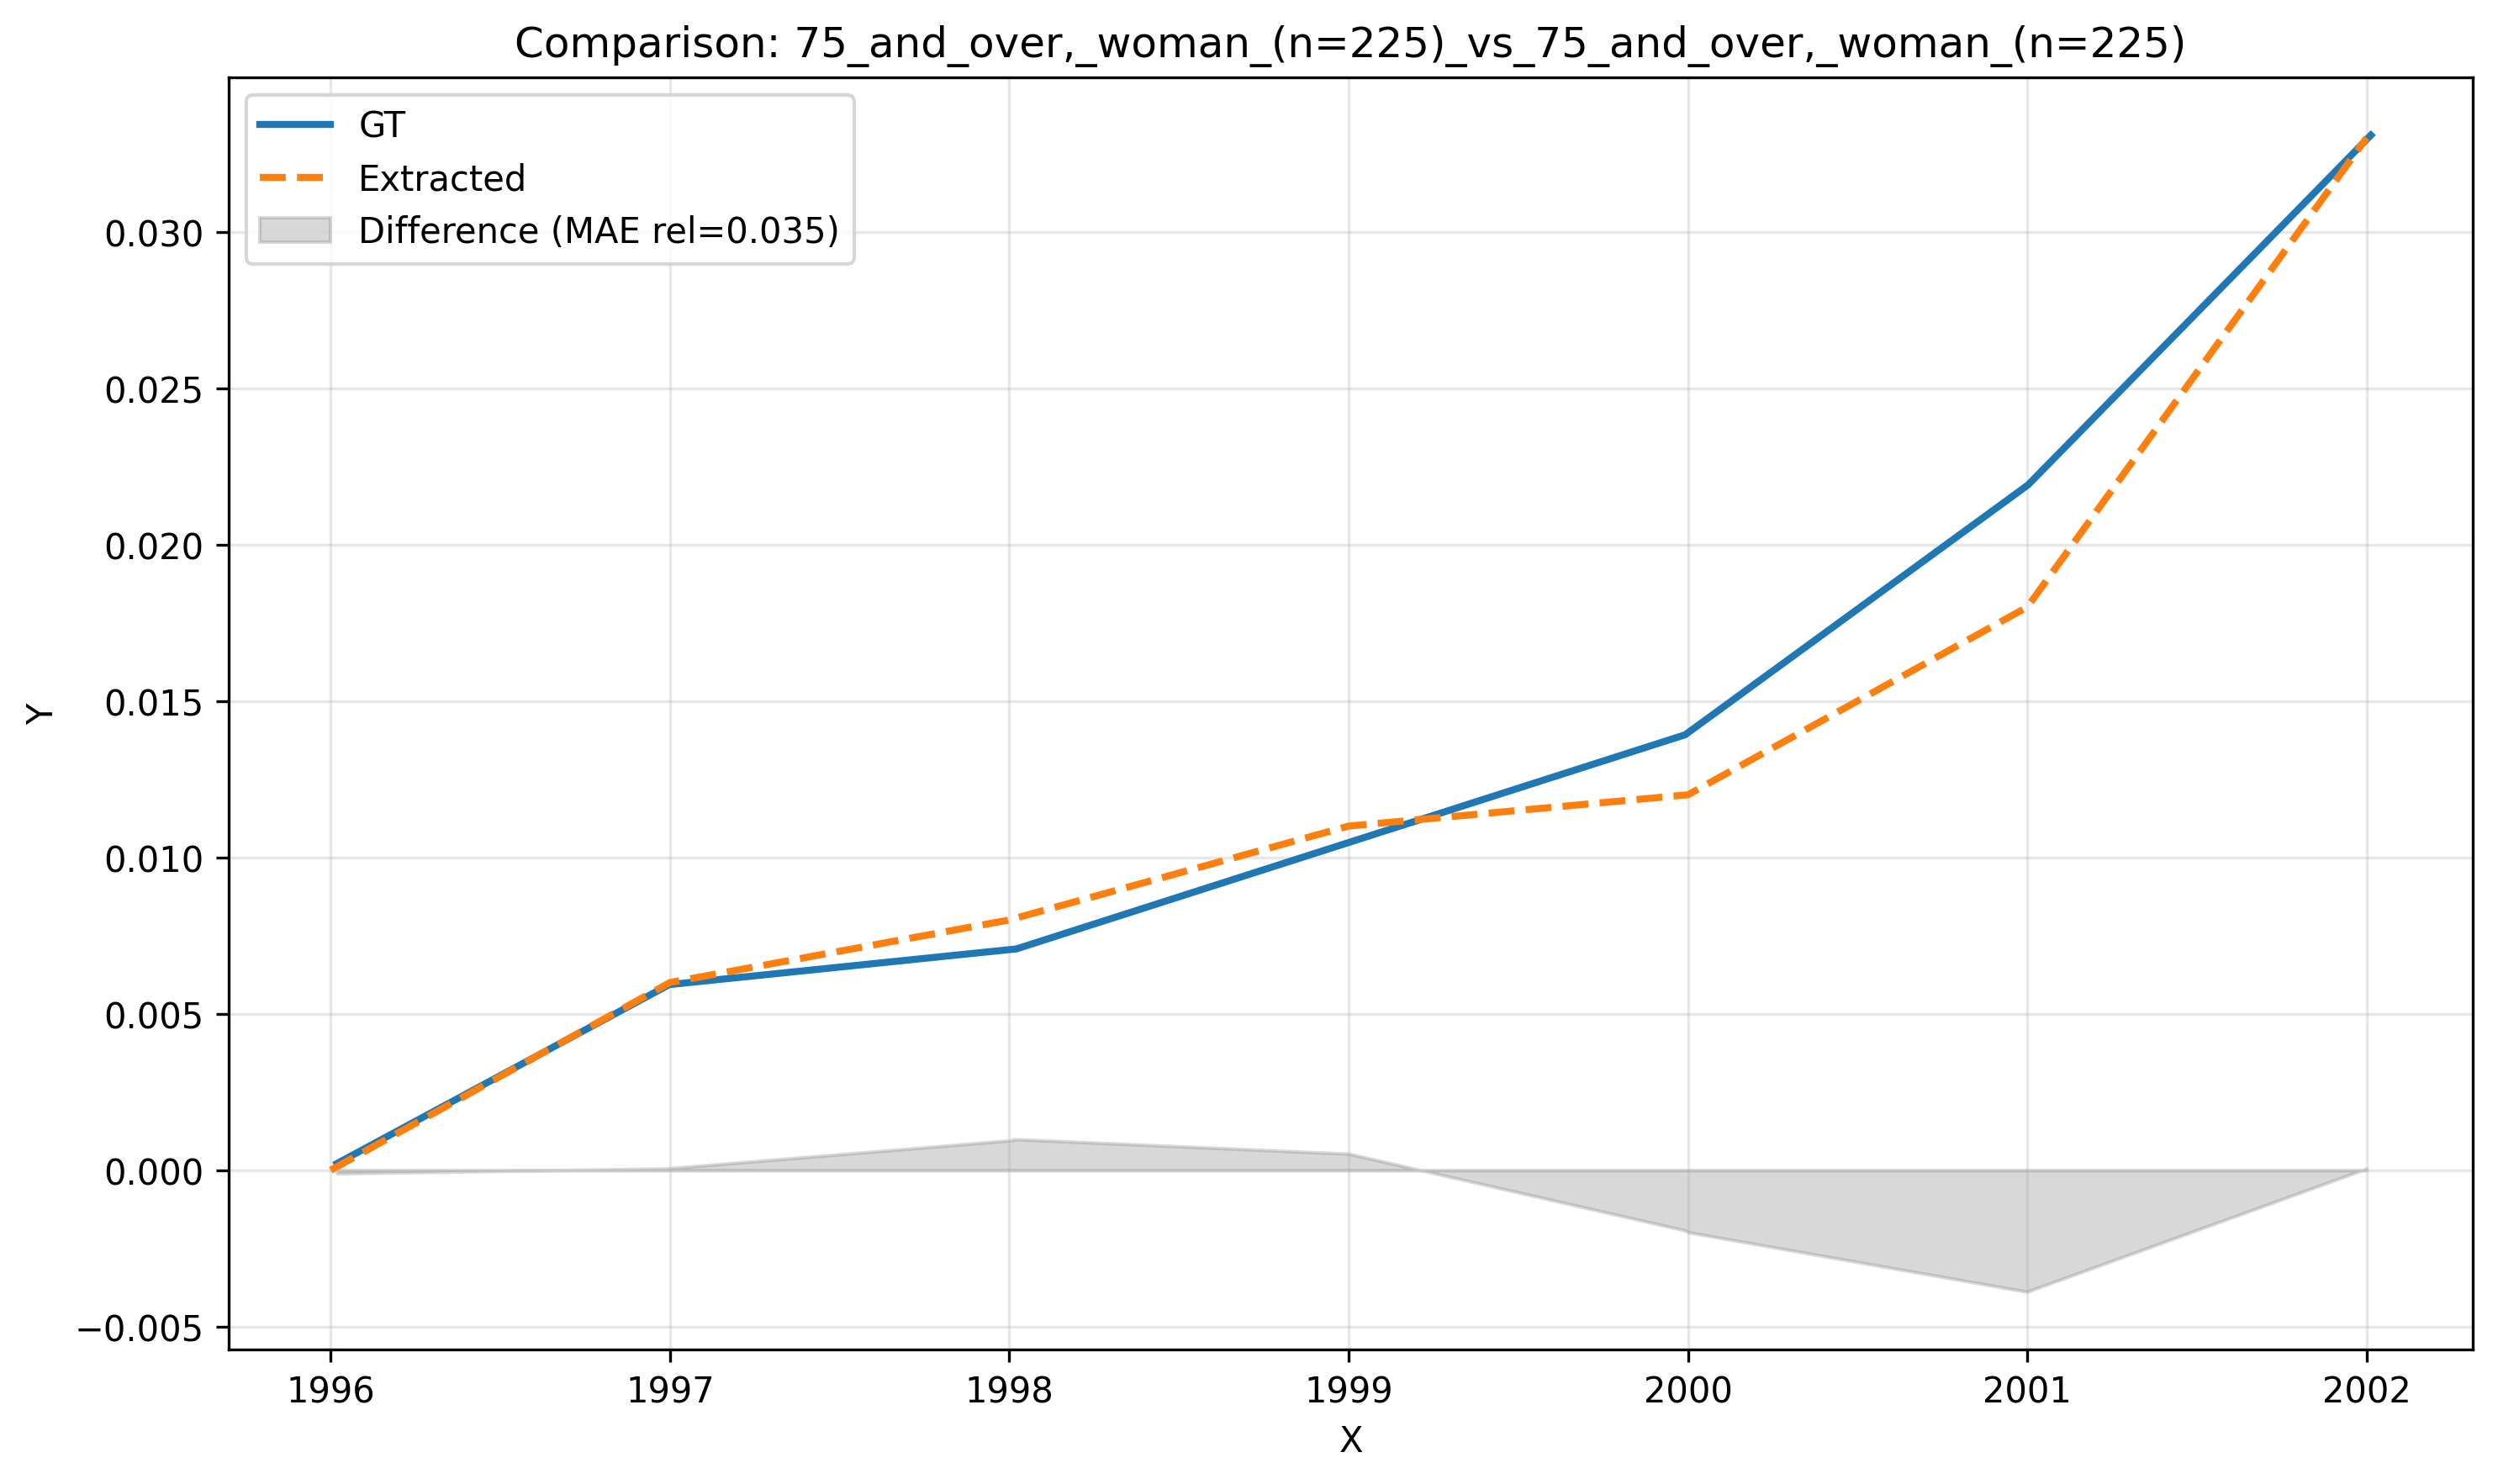 Comparison: 75_and_over,_woman_(n=225)_vs_75_and_over,_woman_(n=225)
GT
Extracted
Difference (MAE rel=0.035)
0.030
0.025
0.020
0.015
0.010
0.005
0.000
−0.005
Y
1996 1997 1998 1999 2000 2001 2002
X